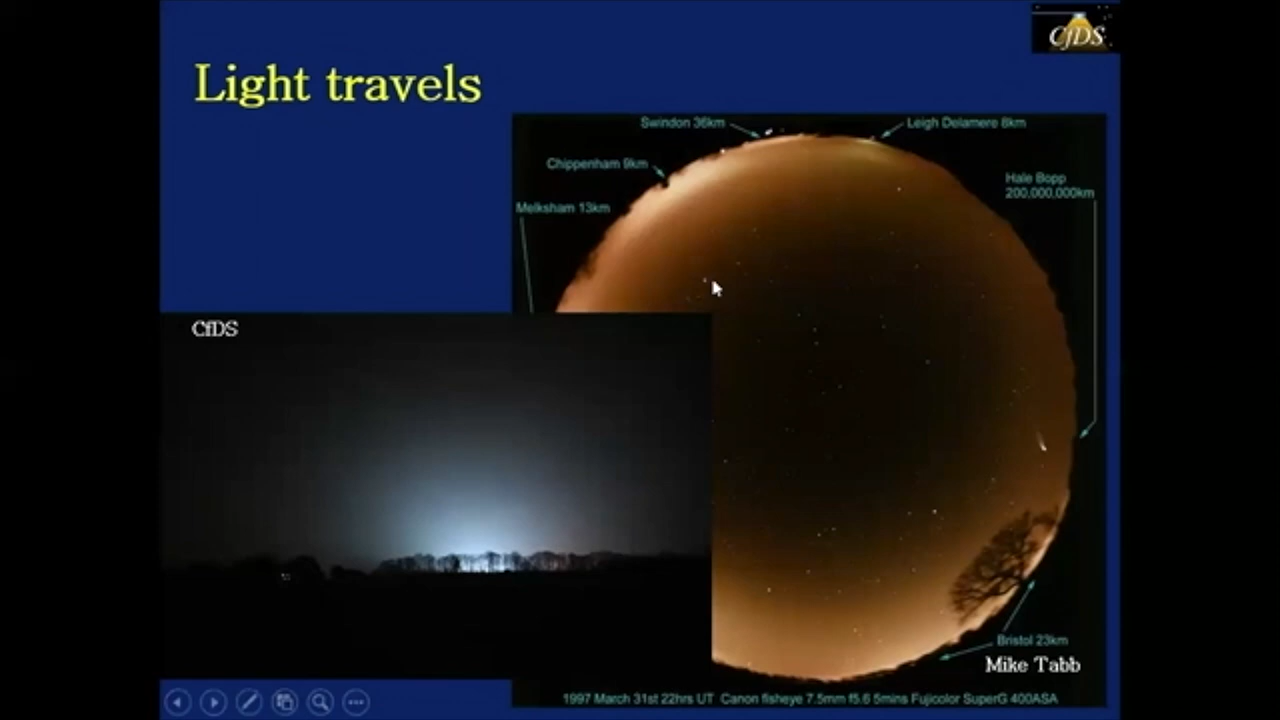 CfDS
Light travels
Swindon 36km
Leigh Delamere 8km
Chippenham 9km
Hale Bopp
200,000,000km
Melksham 13km
CfDS
Bristol 23km
Mike Tabb
1997 March 31st 22hrs UT Canon fisheye 7.5mm f5.6 5mins Fujicolor SuperG 400ASA